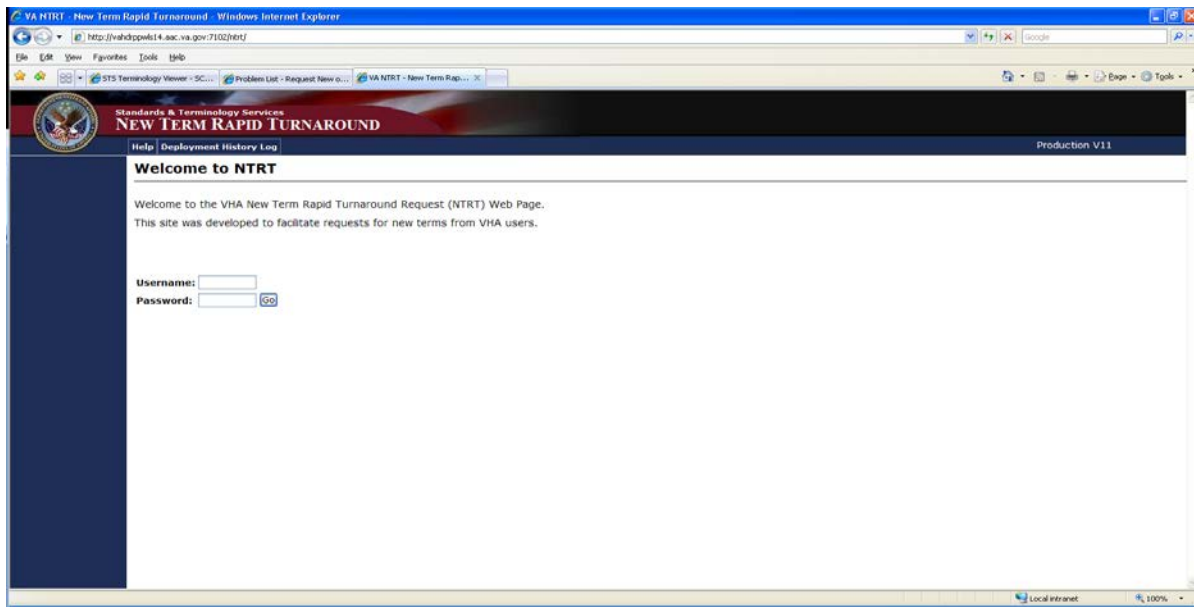 VA NTRT - New Term Rapid Turnaround - Windows Internet Explorer
http://vahdrppwls14.aac.va.gov:7102/ntrt/
Google
File Edit View Favorites Tools Help
STS Terminology Viewer - SC... Problem List - Request New o... VA NTRT - New Term Rap... Page Tools
Standards & Terminology Services
NEW TERM RAPID TURNAROUND
Help Deployment History Log Production V11
Welcome to NTRT
Welcome to the VHA New Term Rapid Turnaround Request (NTRT) Web Page.
This site was developed to facilitate requests for new terms from VHA users.
Username:
Password: Go
Local intranet 100%